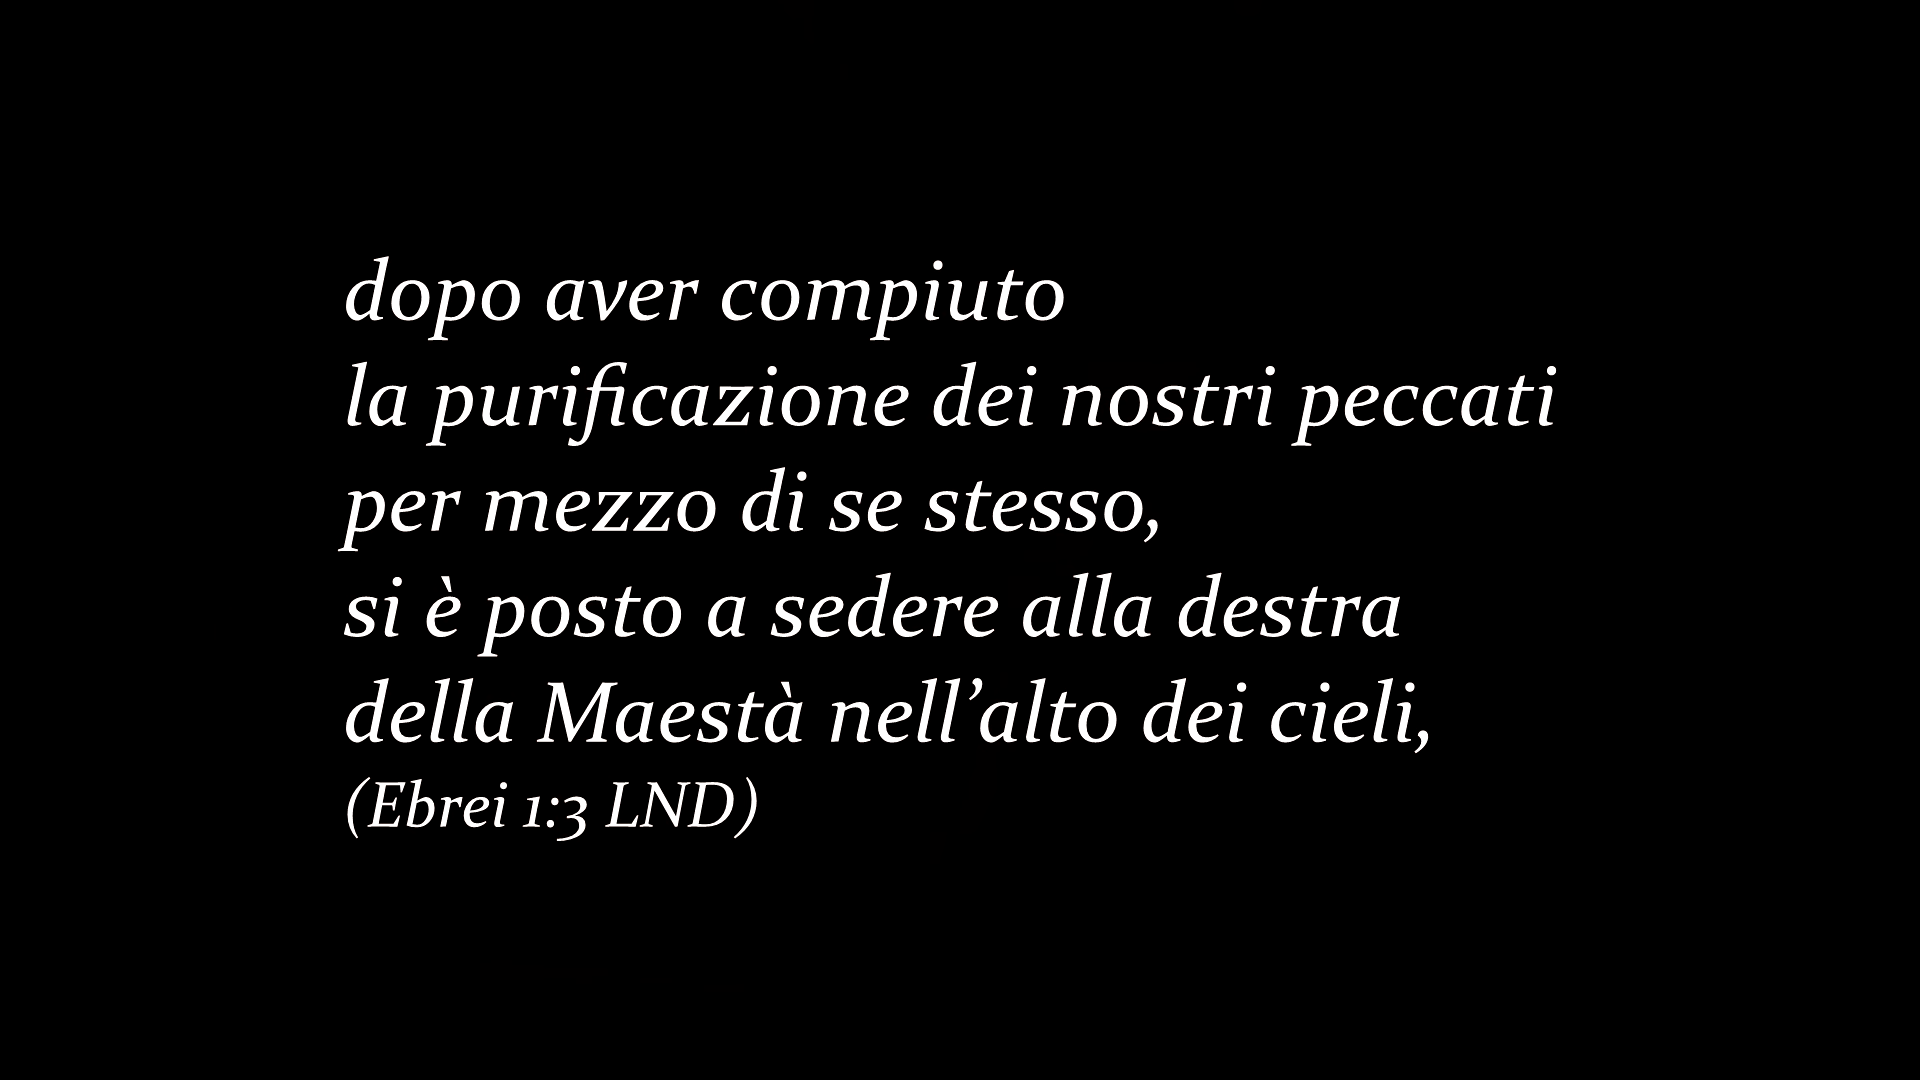 dopo aver compiuto
la purificazione dei nostri peccati
per mezzo di se stesso,
si è posto a sedere alla destra
della Maestà nell’alto dei cieli,
(Ebrei 1:3 LND)